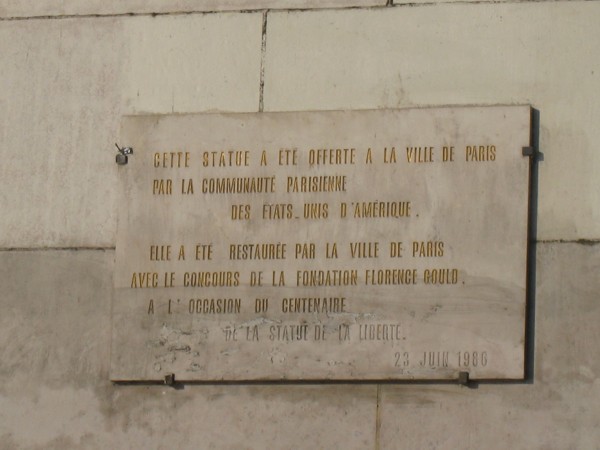 CETTE STATUE A ÉTÉ OFFERTE A LA VILLE DE PARIS
PAR LA COMMUNAUTÉ PARISIENNE
DES ETATS-UNIS D'AMÉRIQUE.
ELLE A ÉTÉ RESTAURÉE PAR LA VILLE DE PARIS
AVEC LE CONCOURS DE LA FONDATION FLORENCE GOULD.
A L'OCCASION DU CENTENAIRE
DE LA STATUE DE LA LIBERTE.
23 JUIN 1986